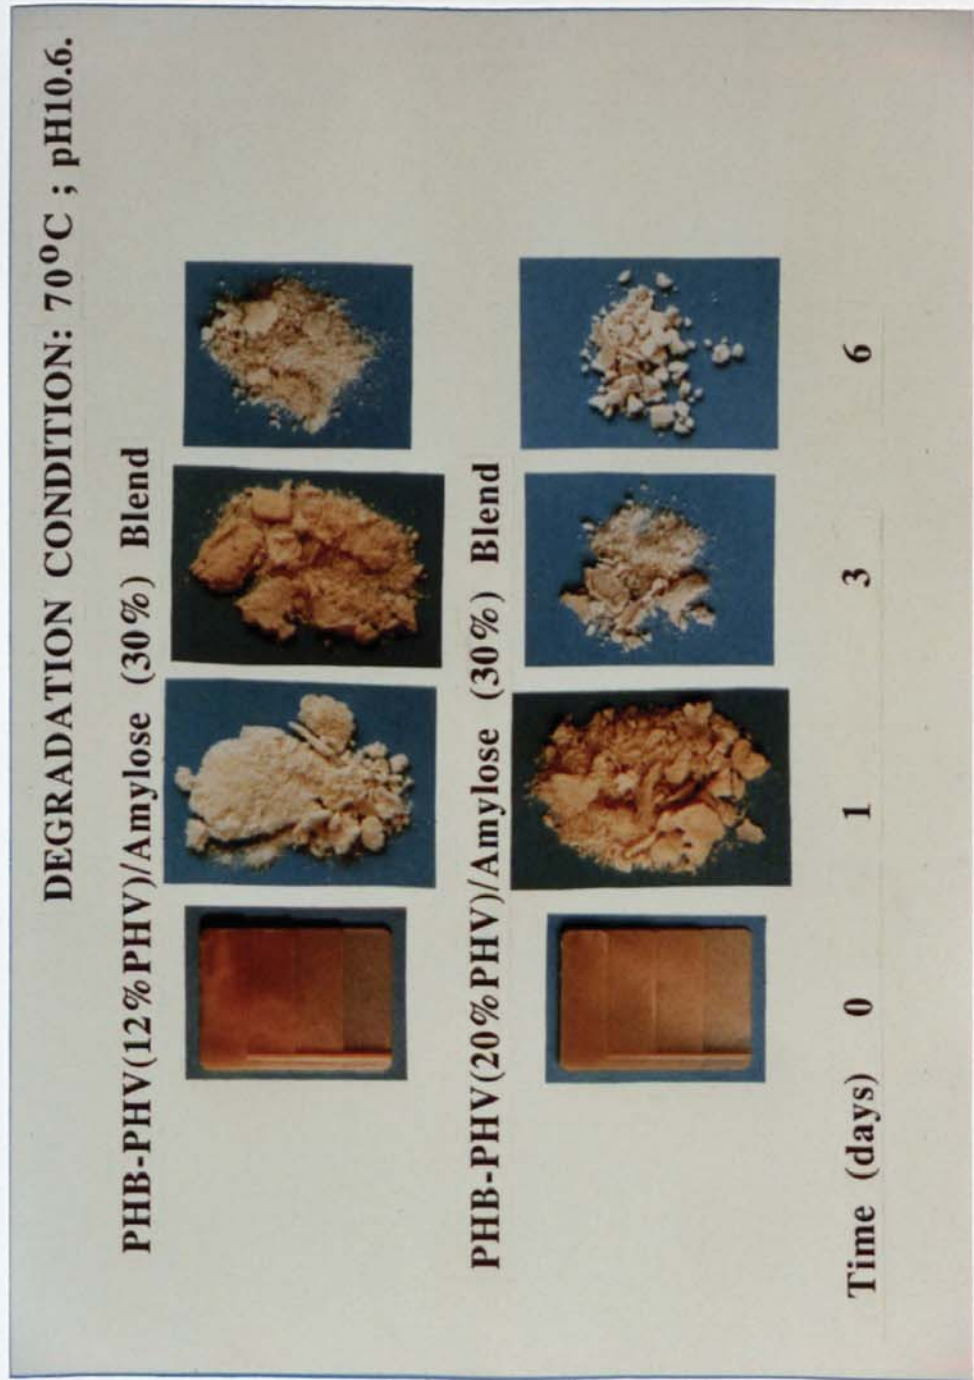 DEGRADATION CONDITION: 70°C ; pH10.6.
PHB-PHV(12%PHV)/Amylose (30%) Blend
PHB-PHV(20%PHV)/Amylose (30%) Blend
Time (days) 0 1 3 6